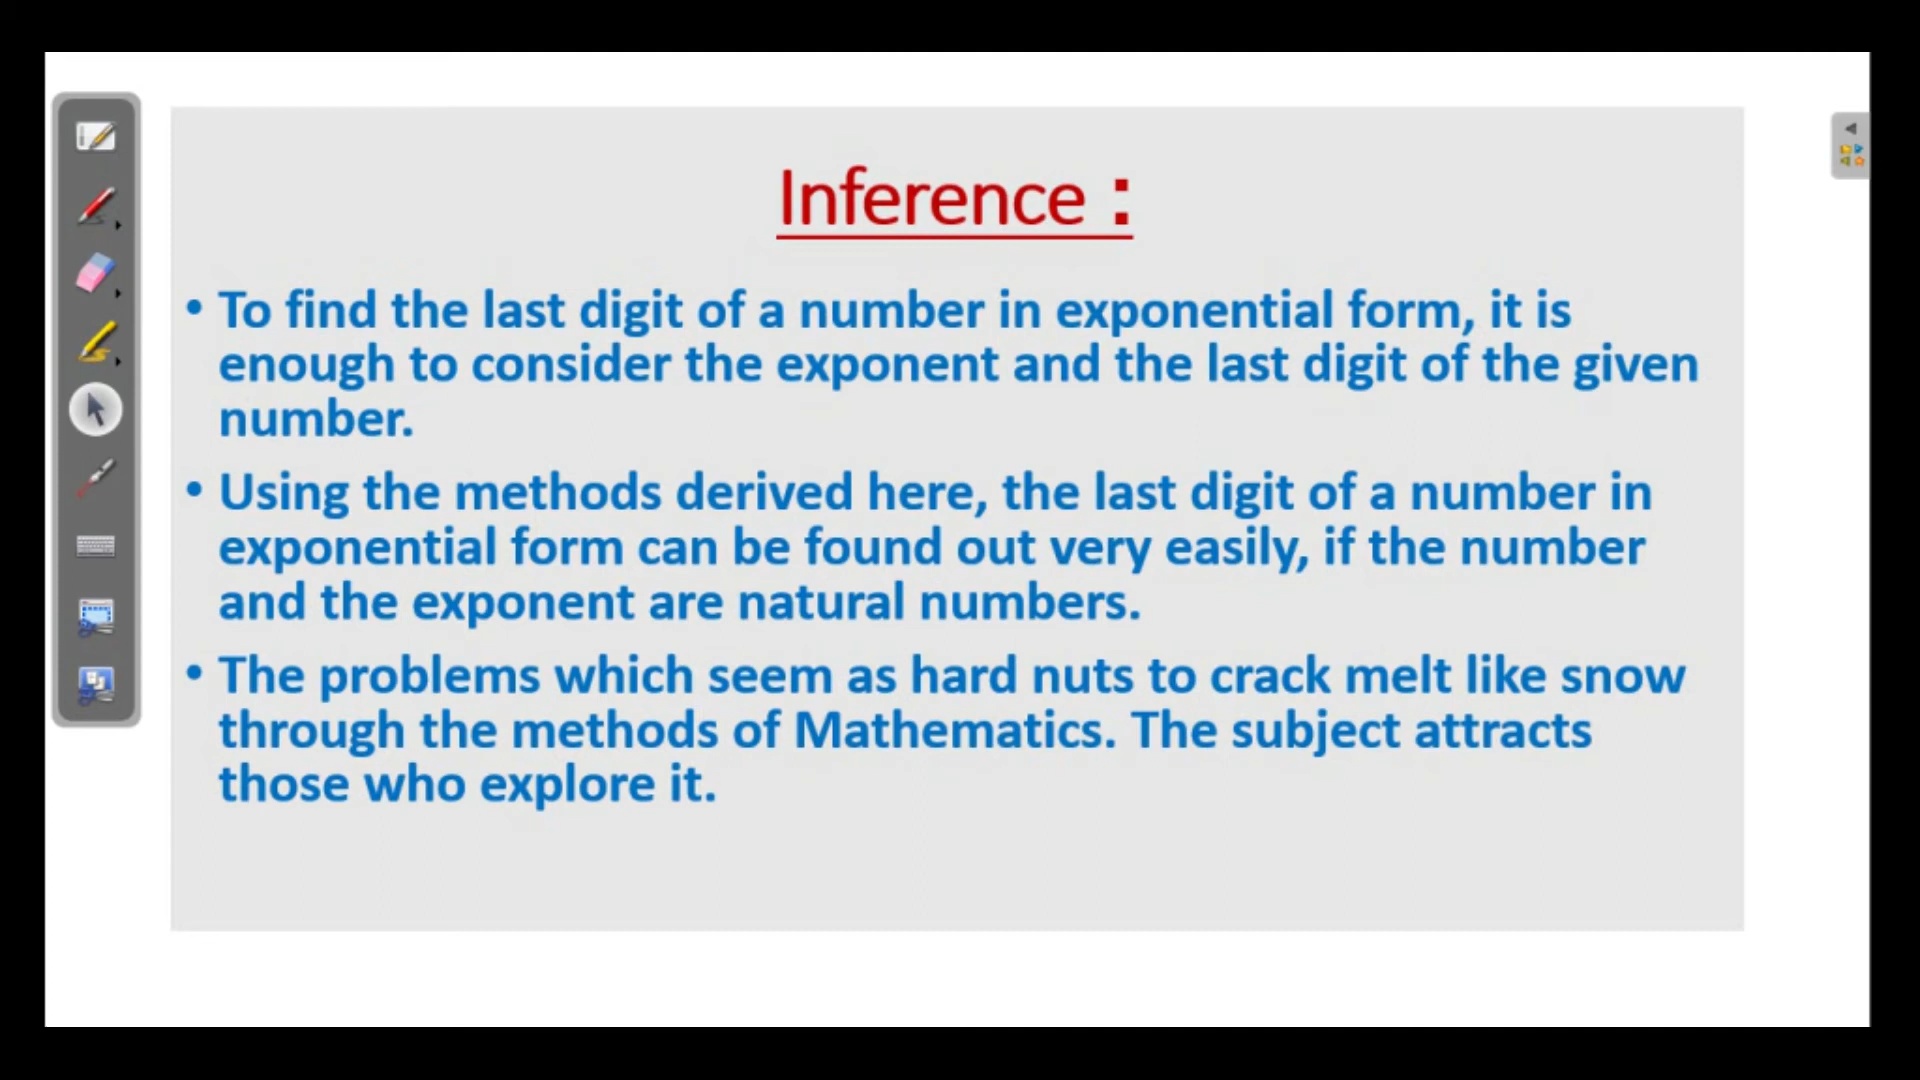 Inference :
• To find the last digit of a number in exponential form, it is
enough to consider the exponent and the last digit of the given
number.
• Using the methods derived here, the last digit of a number in
exponential form can be found out very easily, if the number
and the exponent are natural numbers.
• The problems which seem as hard nuts to crack melt like snow
through the methods of Mathematics. The subject attracts
those who explore it.